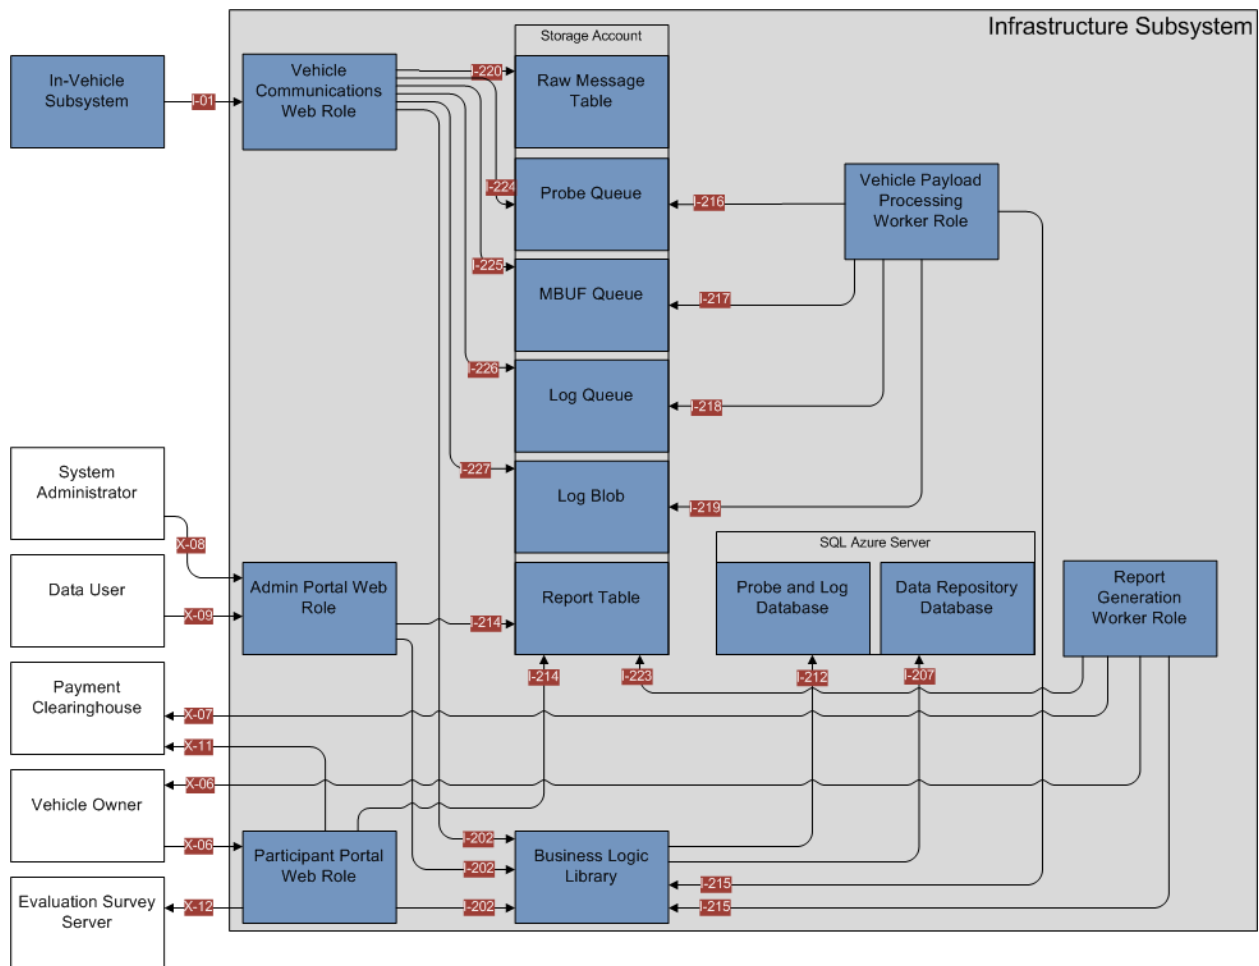 Infrastructure Subsystem
Storage Account
In-Vehicle
Subsystem
I-01
Vehicle
Communications
Web Role
I-220
Raw Message
Table
I-224
Probe Queue
I-216
Vehicle Payload
Processing
Worker Role
I-225
MBUF Queue
I-217
I-226
Log Queue
I-218
I-227
Log Blob
I-219
System
Administrator
X-08
SQL Azure Server
Data User
X-09
Admin Portal Web
Role
I-214
Report Table
Probe and Log
Database
Data Repository
Database
Report
Generation
Worker Role
I-214
I-223
I-212
I-207
Payment
Clearinghouse
X-07
X-11
X-06
Vehicle Owner
X-06
Participant Portal
Web Role
I-202
I-202
I-202
Business Logic
Library
I-215
I-215
Evaluation Survey
Server
X-12